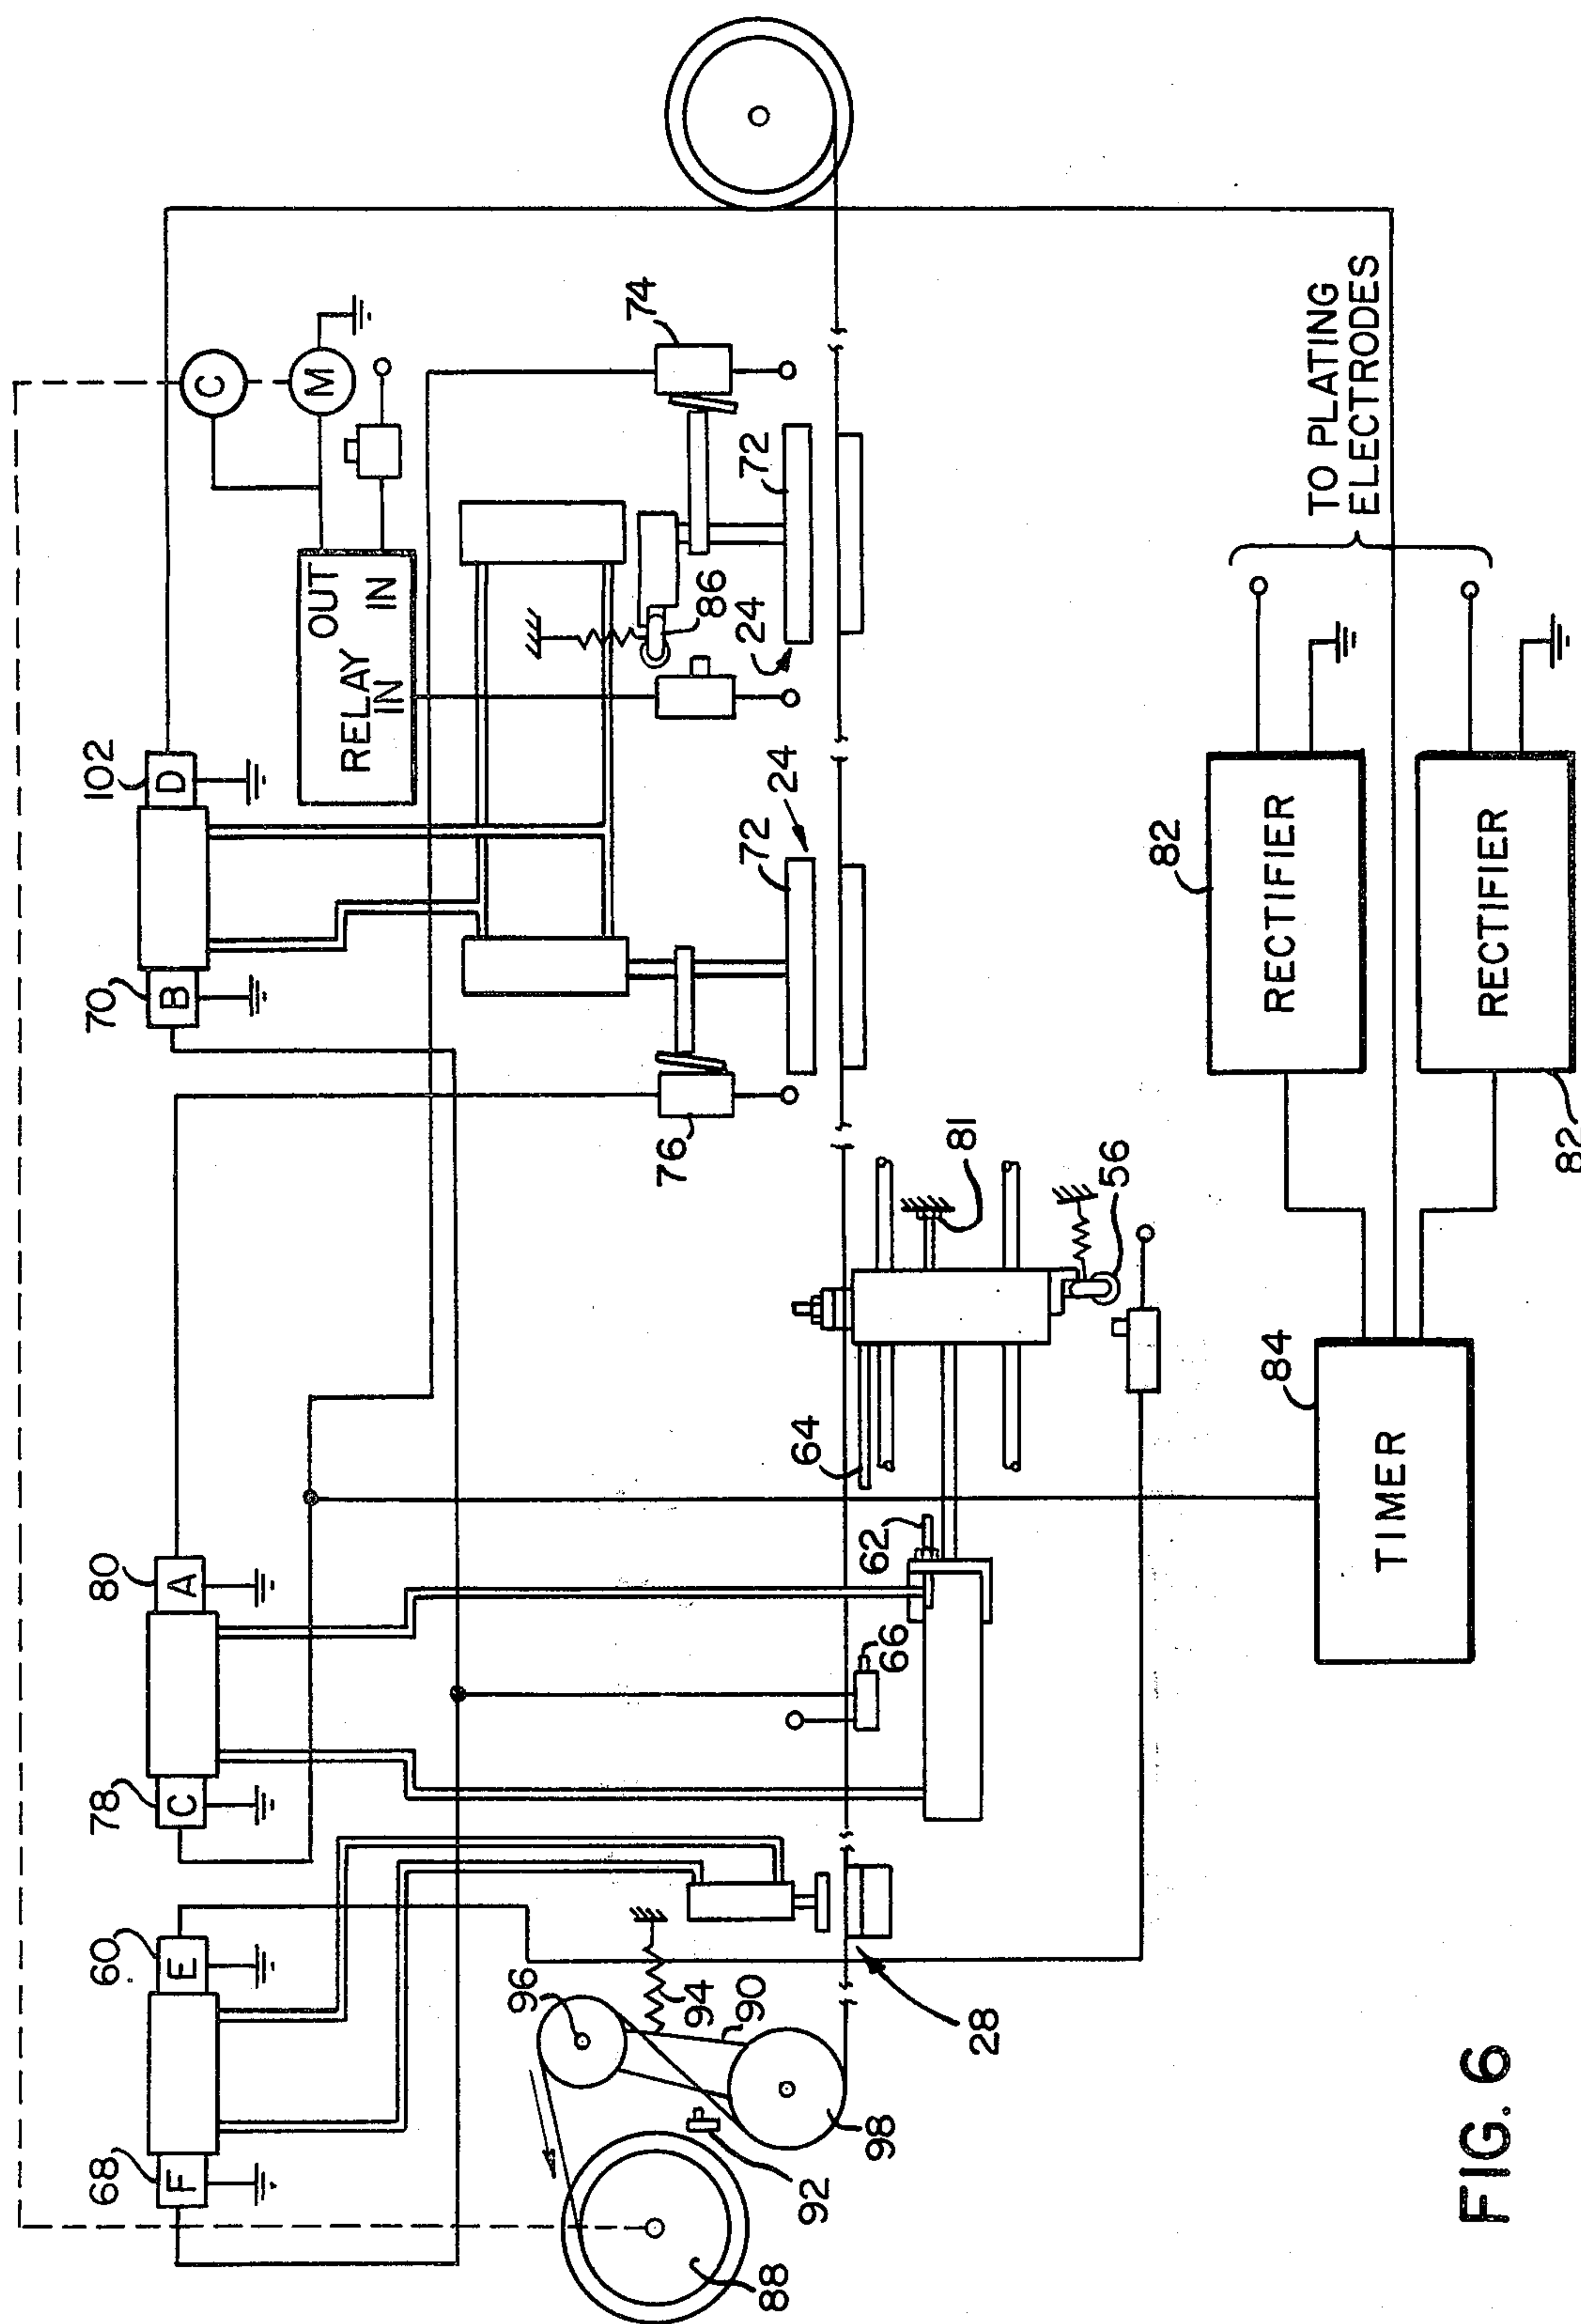 68
F
60
E
78
C
80
A
70
B
102
D
C
M
OUT
RELAY IN
IN
74
76
72
24
72
24
86
96
94
90
98
92
88
28
66
62
64
81
56
84
TIMER
82
RECTIFIER
82
RECTIFIER
TO PLATING
ELECTRODES
FIG. 6